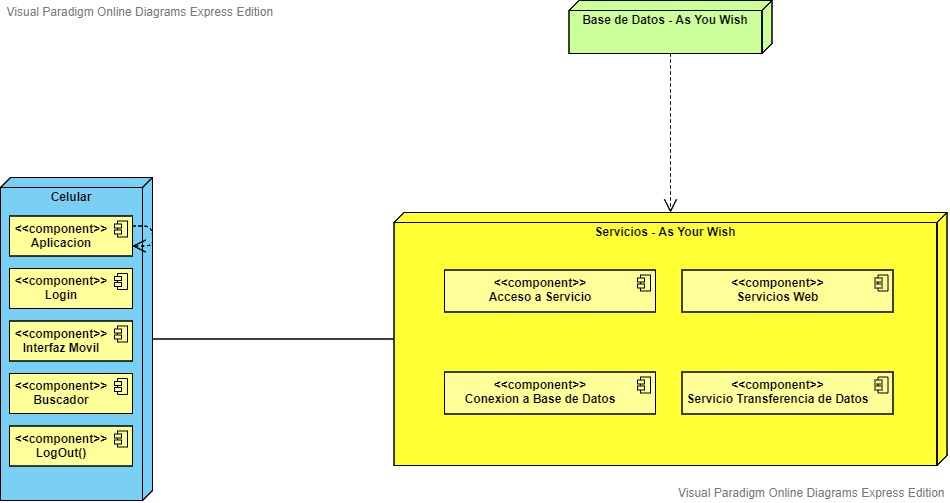 Visual Paradigm Online Diagrams Express Edition
Base de Datos - As You Wish
Celular
<<component>>
Aplicacion
<<component>>
Login
<<component>>
Interfaz Movil
<<component>>
Buscador
<<component>>
LogOut()
Servicios - As Your Wish
<<component>>
Acceso a Servicio
<<component>>
Servicios Web
<<component>>
Conexion a Base de Datos
<<component>>
Servicio Transferencia de Datos
Visual Paradigm Online Diagrams Express Edition